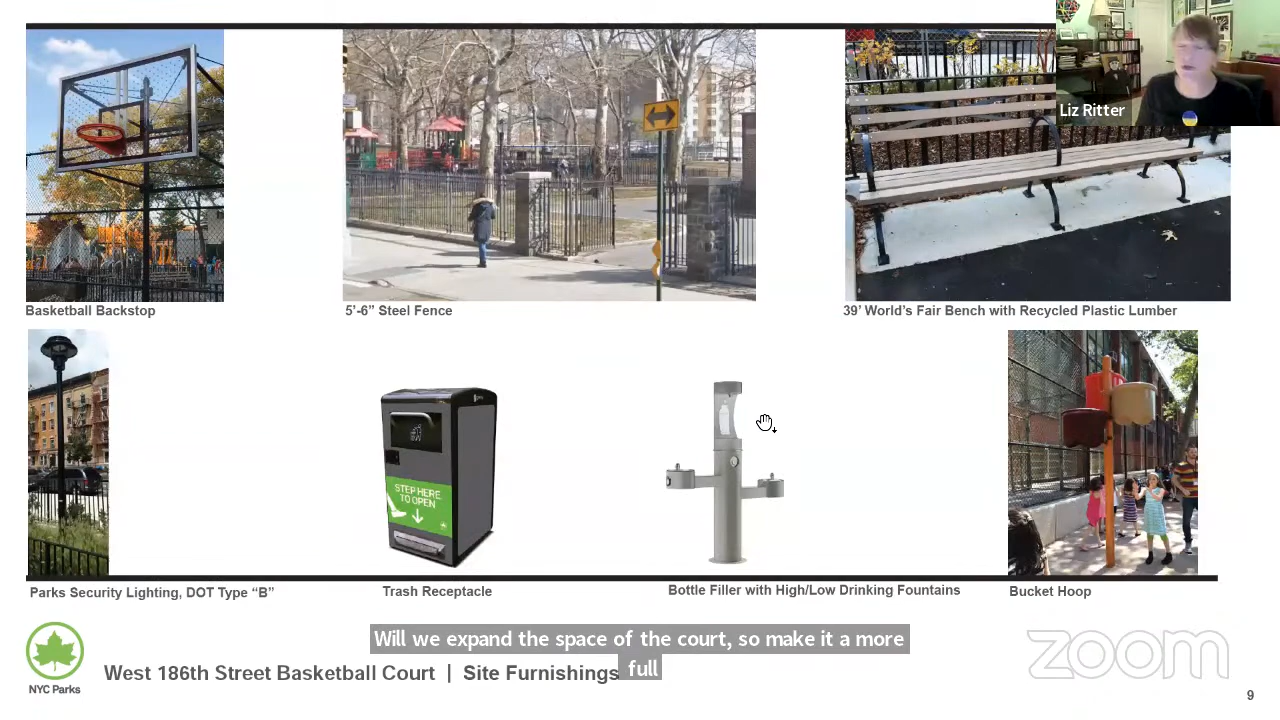 Liz Ritter
Basketball Backstop
5'-6” Steel Fence
39’ World’s Fair Bench with Recycled Plastic Lumber
STEP HERE
TO OPEN
Parks Security Lighting, DOT Type “B”
Trash Receptacle
Bottle Filler with High/Low Drinking Fountains
Bucket Hoop
Will we expand the space of the court, so make it a more
full
West 186th Street Basketball Court | Site Furnishings
NYC Parks
zoom
9